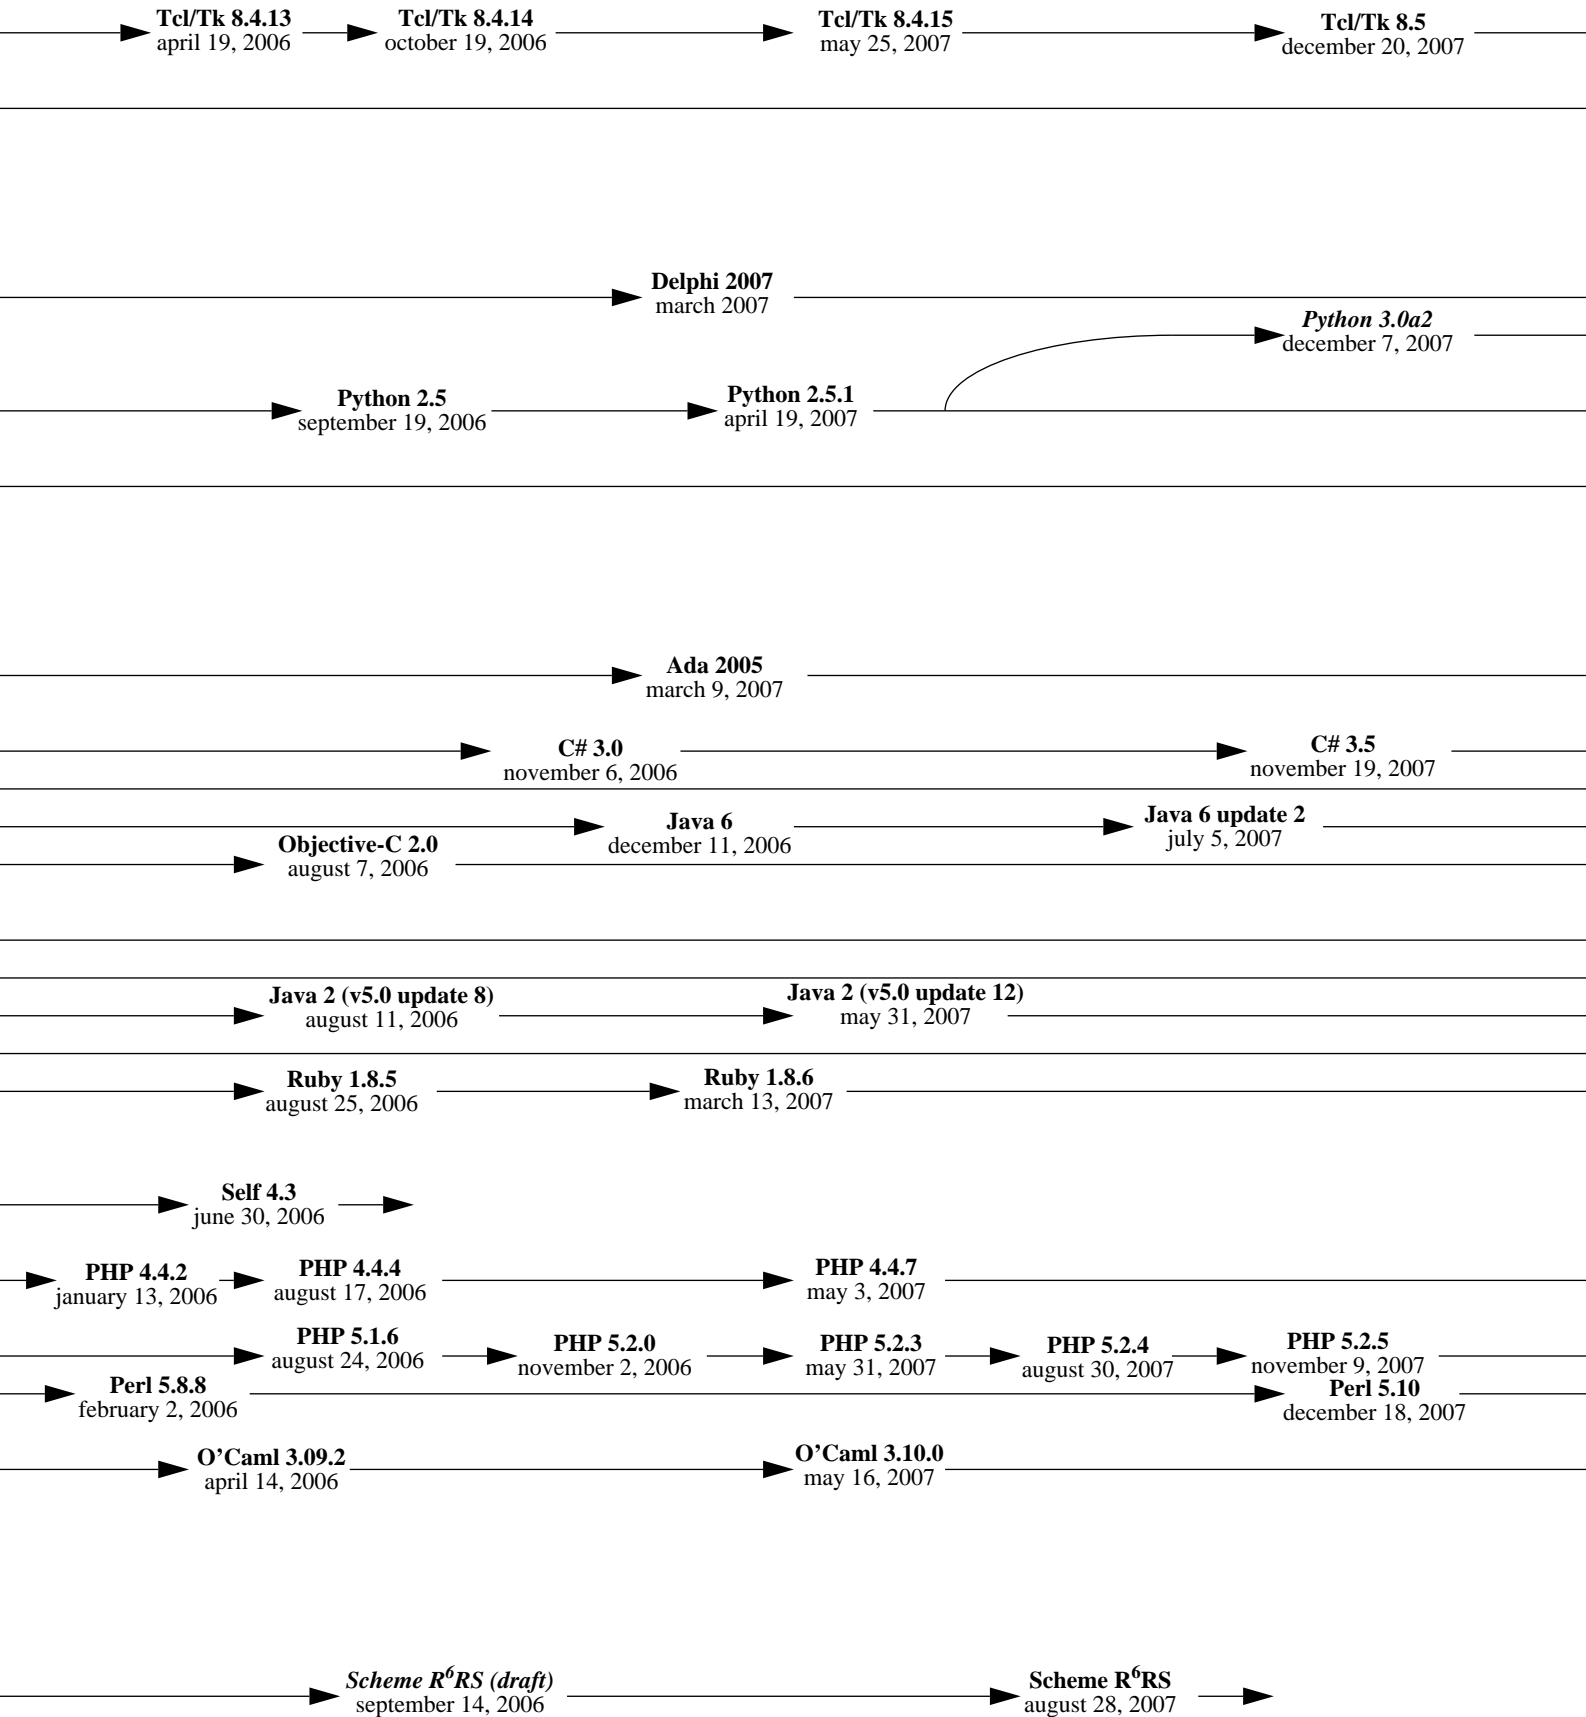 Tcl/Tk 8.4.13
april 19, 2006
Tcl/Tk 8.4.14
october 19, 2006
Tcl/Tk 8.4.15
may 25, 2007
Tcl/Tk 8.5
december 20, 2007
Delphi 2007
march 2007
Python 3.0a2
december 7, 2007
Python 2.5
september 19, 2006
Python 2.5.1
april 19, 2007
Ada 2005
march 9, 2007
C# 3.0
november 6, 2006
C# 3.5
november 19, 2007
Java 6
december 11, 2006
Java 6 update 2
july 5, 2007
Objective-C 2.0
august 7, 2006
Java 2 (v5.0 update 8)
august 11, 2006
Java 2 (v5.0 update 12)
may 31, 2007
Ruby 1.8.5
august 25, 2006
Ruby 1.8.6
march 13, 2007
Self 4.3
june 30, 2006
PHP 4.4.2
january 13, 2006
PHP 4.4.4
august 17, 2006
PHP 4.4.7
may 3, 2007
PHP 5.1.6
august 24, 2006
PHP 5.2.0
november 2, 2006
PHP 5.2.3
may 31, 2007
PHP 5.2.4
august 30, 2007
PHP 5.2.5
november 9, 2007
Perl 5.8.8
february 2, 2006
Perl 5.10
december 18, 2007
O’Caml 3.09.2
april 14, 2006
O’Caml 3.10.0
may 16, 2007
Scheme R⁶RS (draft)
september 14, 2006
Scheme R⁶RS
august 28, 2007